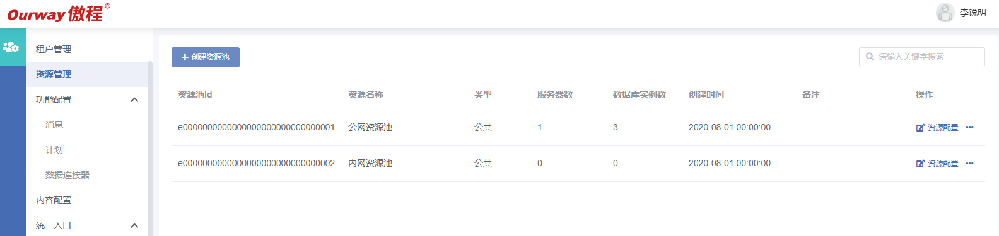 Ourway 傲程®
李锐明
租户管理
资源管理
功能配置
消息
计划
数据连接器
内容配置
统一入口
创建资源池
请输入关键字搜索
资源池Id 资源名称 类型 服务器数 数据库实例数 创建时间 备注 操作
e0000000000000000000000000000001 公网资源池 公共 1 3 2020-08-01 00:00:00 资源配置 •••
e0000000000000000000000000000002 内网资源池 公共 0 0 2020-08-01 00:00:00 资源配置 •••